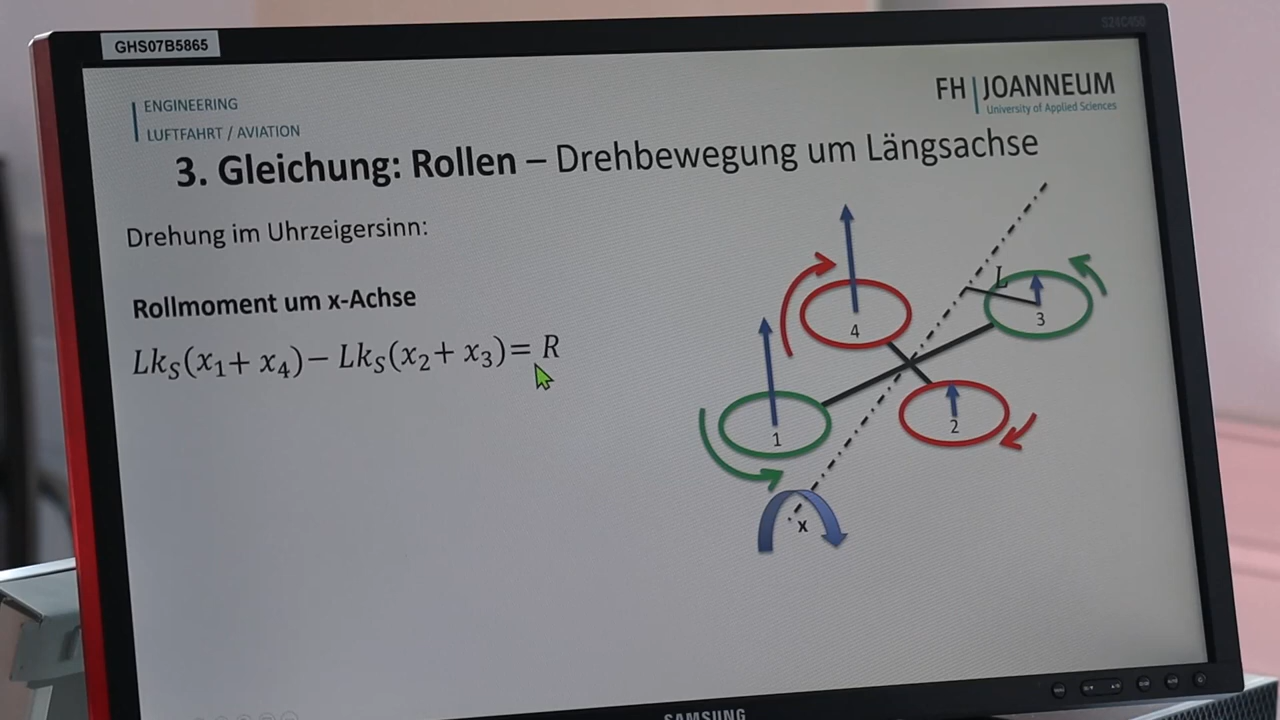 S24C450
GHS07B5865
ENGINEERING
LUFTFAHRT / AVIATION
FH | JOANNEUM
University of Applied Sciences
3. Gleichung: Rollen – Drehbewegung um Längsachse
Drehung im Uhrzeigersinn:
Rollmoment um x-Achse
Lk_S(x_1 + x_4) − Lk_S(x_2 + x_3) = R
L
4
3
1
2
x
SAMSUNG